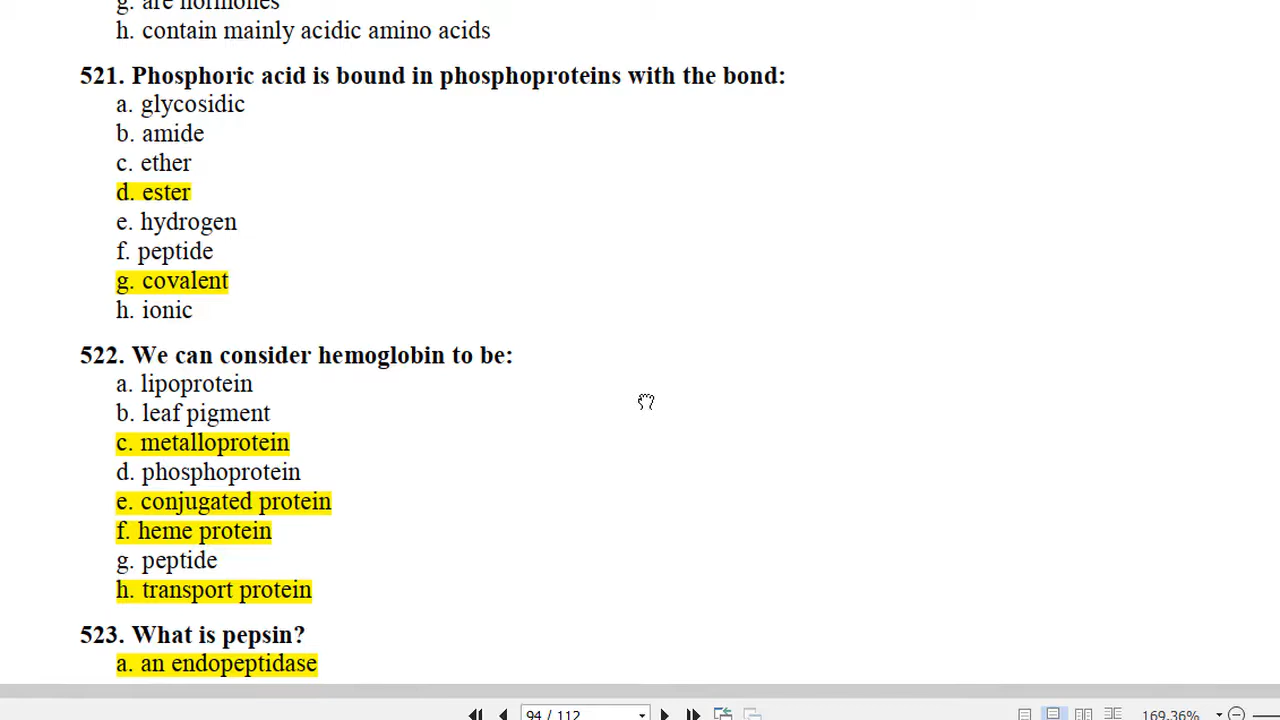 g. are hormones
h. contain mainly acidic amino acids
521. Phosphoric acid is bound in phosphoproteins with the bond:
a. glycosidic
b. amide
c. ether
d. ester
e. hydrogen
f. peptide
g. covalent
h. ionic
522. We can consider hemoglobin to be:
a. lipoprotein
b. leaf pigment
c. metalloprotein
d. phosphoprotein
e. conjugated protein
f. heme protein
g. peptide
h. transport protein
523. What is pepsin?
a. an endopeptidase
94 / 112
169.36%